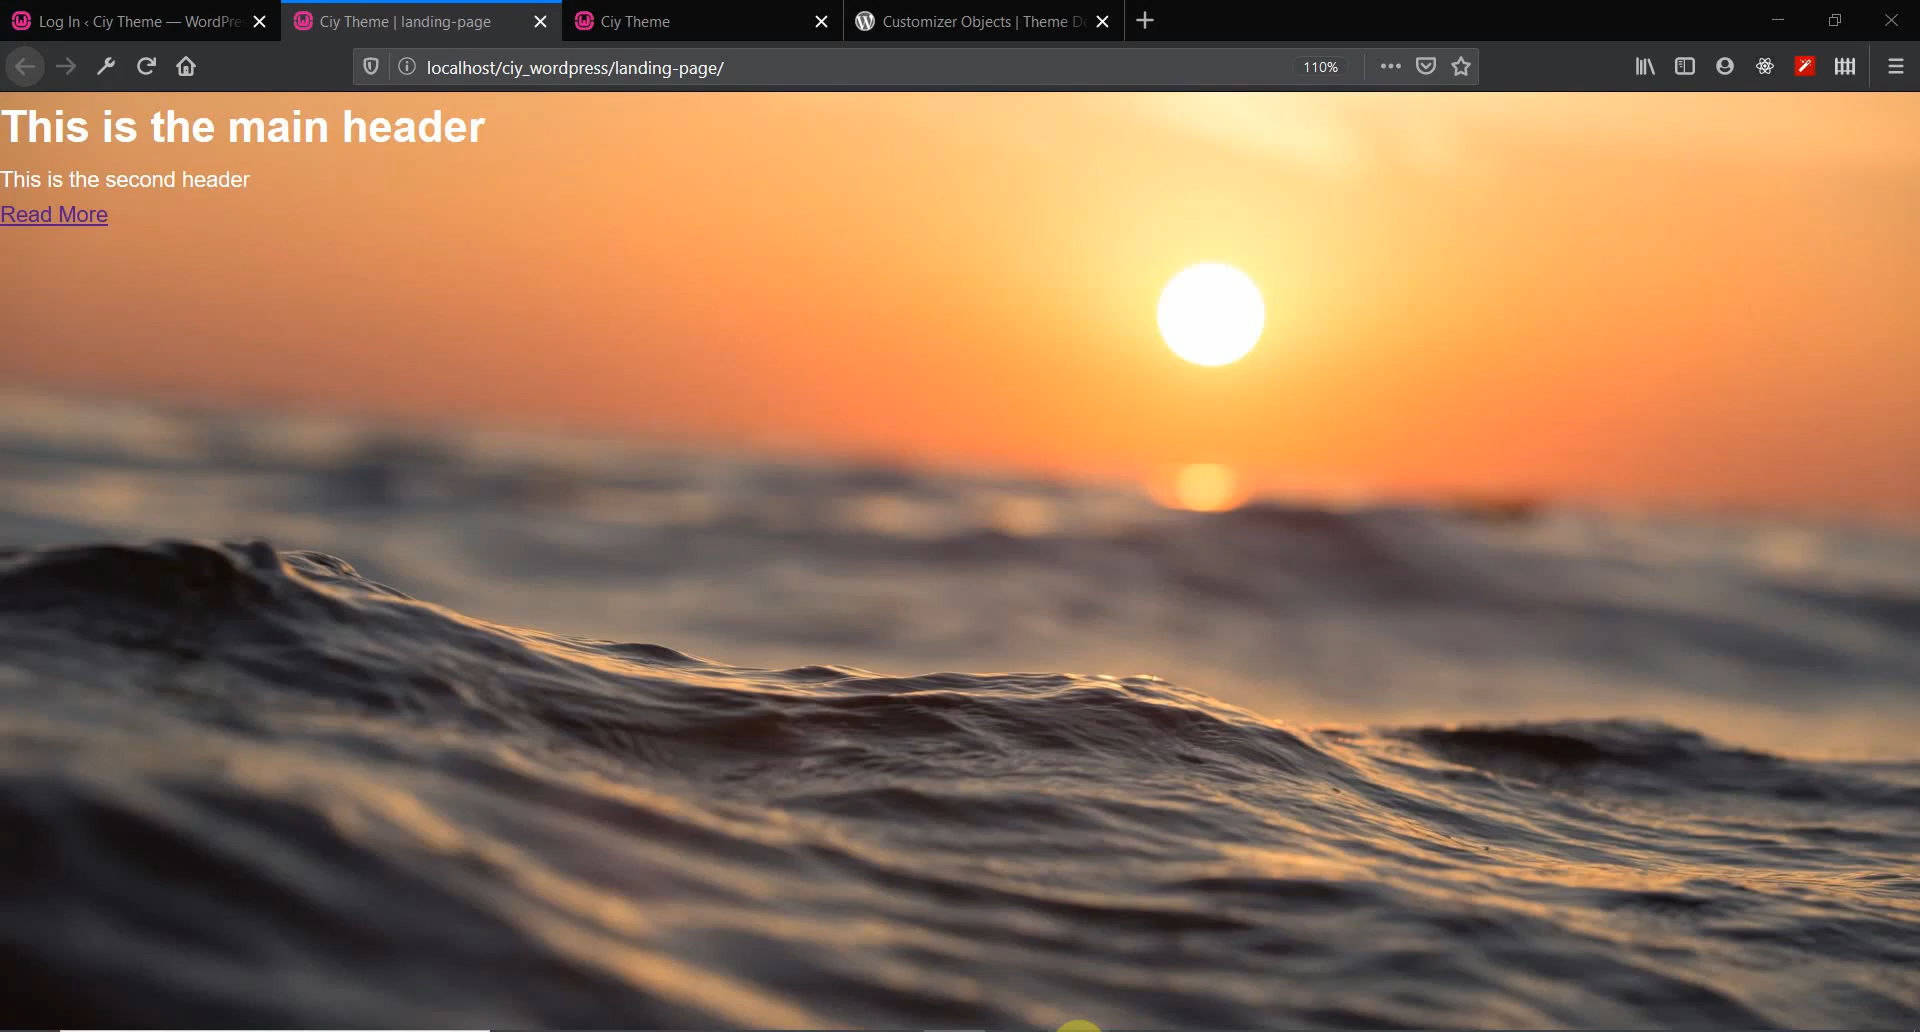 Log In ‹ Ciy Theme — WordPre
Ciy Theme | landing-page
Ciy Theme
Customizer Objects | Theme De
localhost/ciy_wordpress/landing-page/
110%
This is the main header
This is the second header
Read More